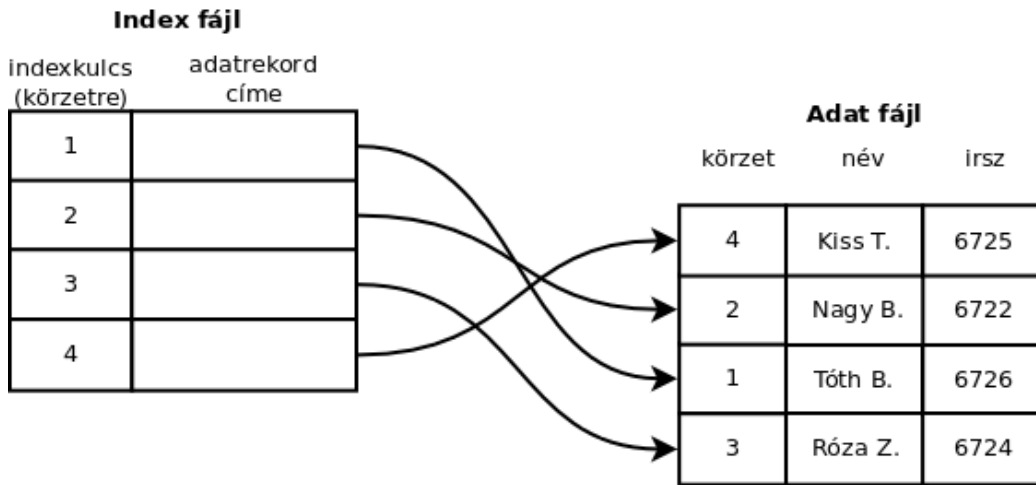 Index fájl
indexkulcs
(körzetre)
adatrekord
címe
1
2
3
4
Adat fájl
körzet név irsz
4 Kiss T. 6725
2 Nagy B. 6722
1 Tóth B. 6726
3 Róza Z. 6724